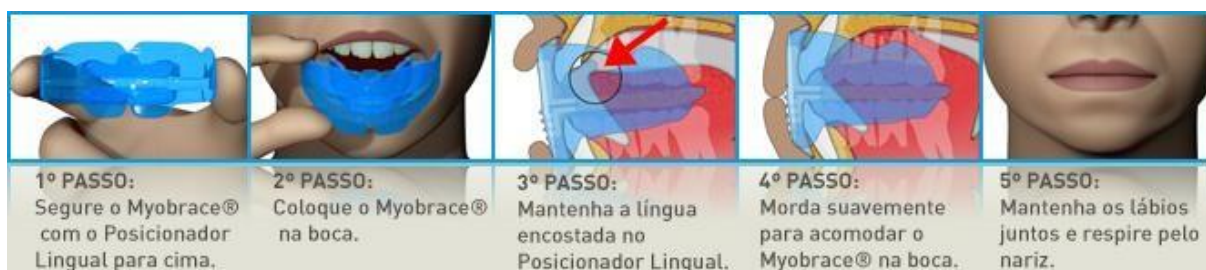 1º PASSO:
Segure o Myobrace®
com o Posicionador
Lingual para cima.
2º PASSO:
Coloque o Myobrace®
na boca.
3º PASSO:
Mantenha a língua
encostada no
Posicionador Lingual.
4º PASSO:
Morda suavemente
para acomodar o
Myobrace® na boca.
5º PASSO:
Mantenha os lábios
juntos e respire pelo
nariz.